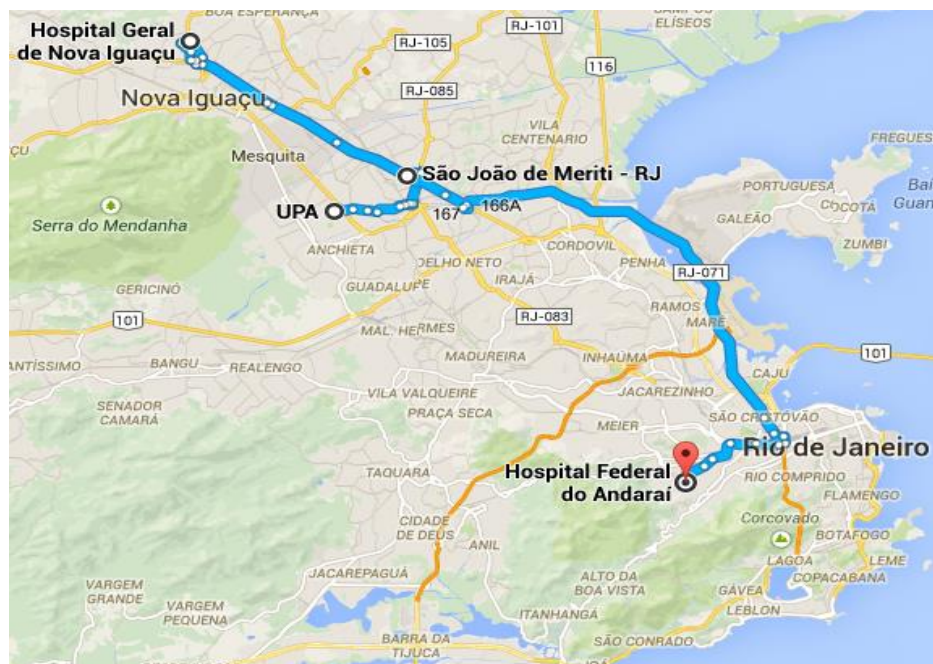 BOA ESPERANÇA
ELÍSEOS
Hospital Geral
de Nova Iguaçu
RJ-105
RJ-101
116
RJ-085
Nova Iguaçu
VILA
CENTENARIO
Mesquita
FREGUES
São João de Meriti - RJ
PORTUGUESA
Bai
Guan
COCOTÁ
UPA
167
166A
GALEÃO
Serra do Mendanha
ANCHIETA
CORDOVIL
ZUMBI
PENHA
RJ-071
GUADALUPE
IRAJÁ
GERICINÓ
RAMOS
101
RJ-083
MARÉ
INHAÚMA
MADUREIRA
101
BANGU
REALENGO
CAJU
VILA VALQUEIRE
JACAREZINHO
SENADOR
CAMARÁ
PRAÇA SECA
SÃO CRISTÓVÃO
MEIER
Rio de Janeiro
TAQUARA
Hospital Federal
do Andaraí
RIO COMPRIDO
FLAMENGO
CIDADE
DE DEUS
Corcovado
ANIL
BOTAFOGO
LAGOA
LEME
JACAREPAGUÁ
ALTO DA
BOA VISTA
COPACABANA
VARGEM
GRANDE
VARGEM
PEQUENA
GÁVEA
LEBLON
ITANHANGÁ
SÃO CONRADO
BARRA DA
TIJUCA